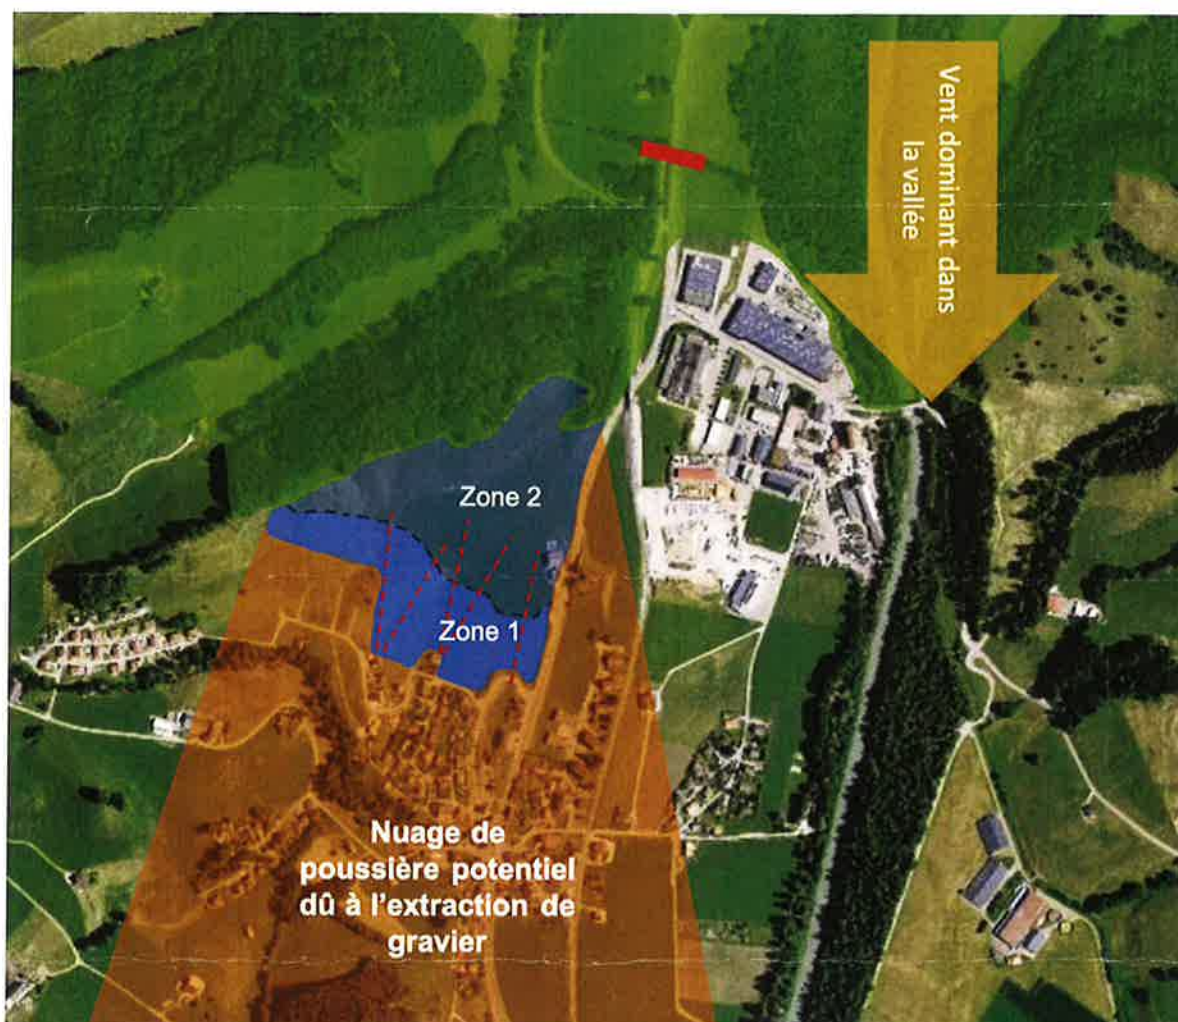 Vent dominant dans
la vallée
Zone 2
Zone 1
Nuage de
poussière potentiel
dû à l'extraction de
gravier